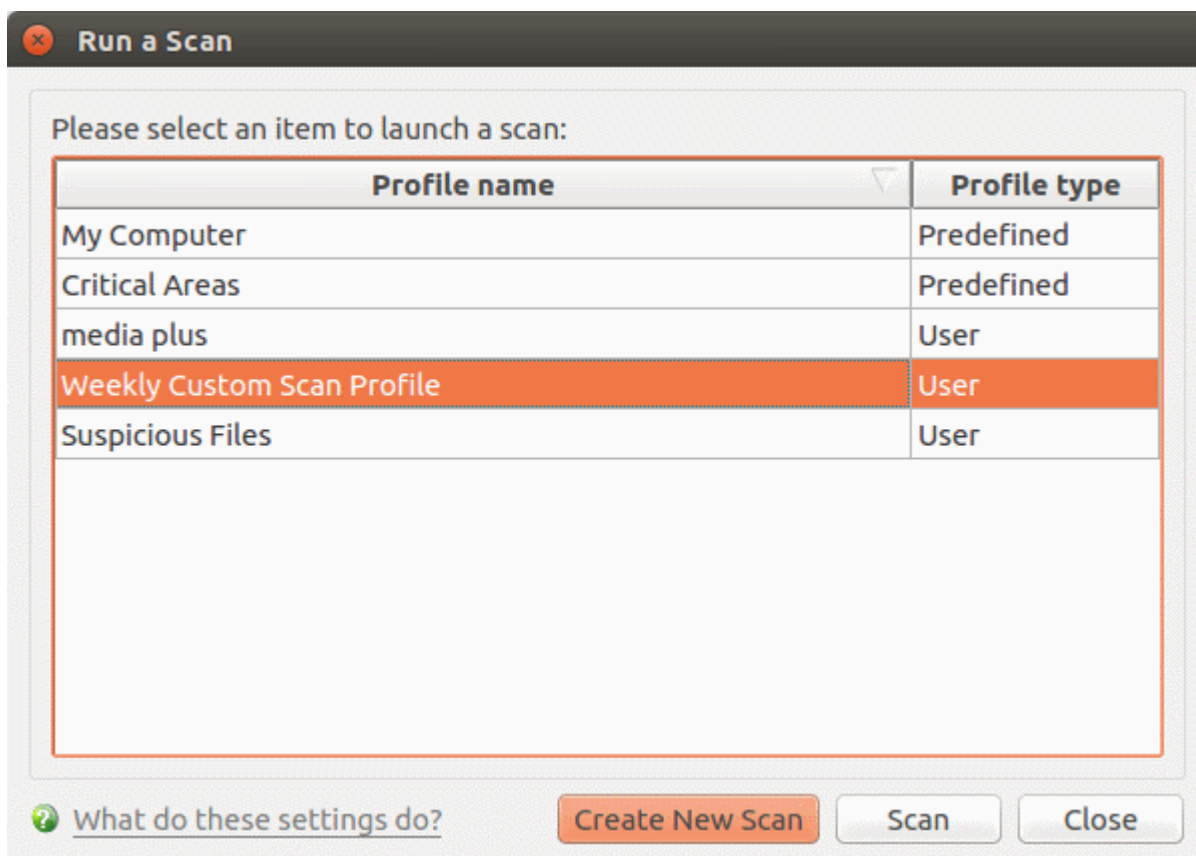 Run a Scan
Please select an item to launch a scan:
Profile name Profile type
My Computer Predefined
Critical Areas Predefined
media plus User
Weekly Custom Scan Profile User
Suspicious Files User
What do these settings do? Create New Scan Scan Close